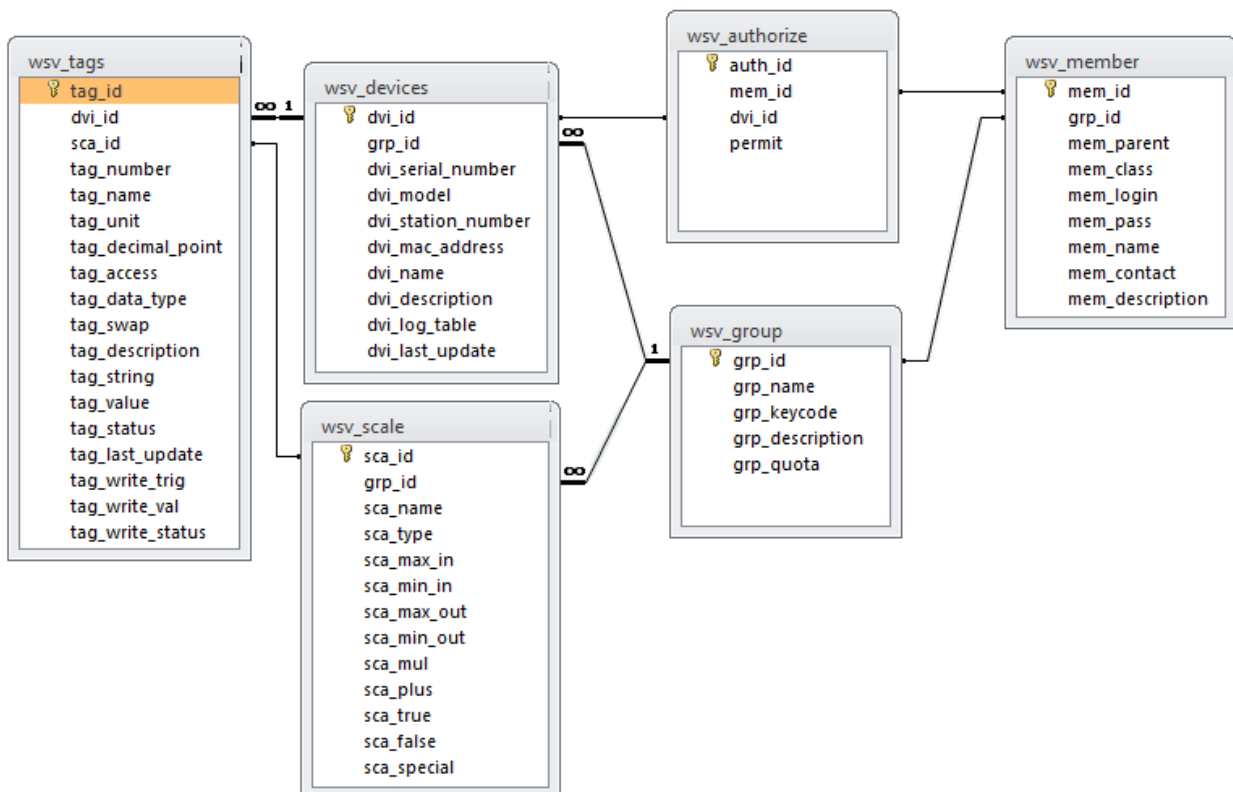 wsv_tags
tag_id
dvi_id
sca_id
tag_number
tag_name
tag_unit
tag_decimal_point
tag_access
tag_data_type
tag_swap
tag_description
tag_string
tag_value
tag_status
tag_last_update
tag_write_trig
tag_write_val
tag_write_status
∞ 1
wsv_devices
dvi_id
grp_id
dvi_serial_number
dvi_model
dvi_station_number
dvi_mac_address
dvi_name
dvi_description
dvi_log_table
dvi_last_update
∞
wsv_scale
sca_id
grp_id
sca_name
sca_type
sca_max_in
sca_min_in
sca_max_out
sca_min_out
sca_mul
sca_plus
sca_true
sca_false
sca_special
∞
1
wsv_authorize
auth_id
mem_id
dvi_id
permit
wsv_group
grp_id
grp_name
grp_keycode
grp_description
grp_quota
wsv_member
mem_id
grp_id
mem_parent
mem_class
mem_login
mem_pass
mem_name
mem_contact
mem_description